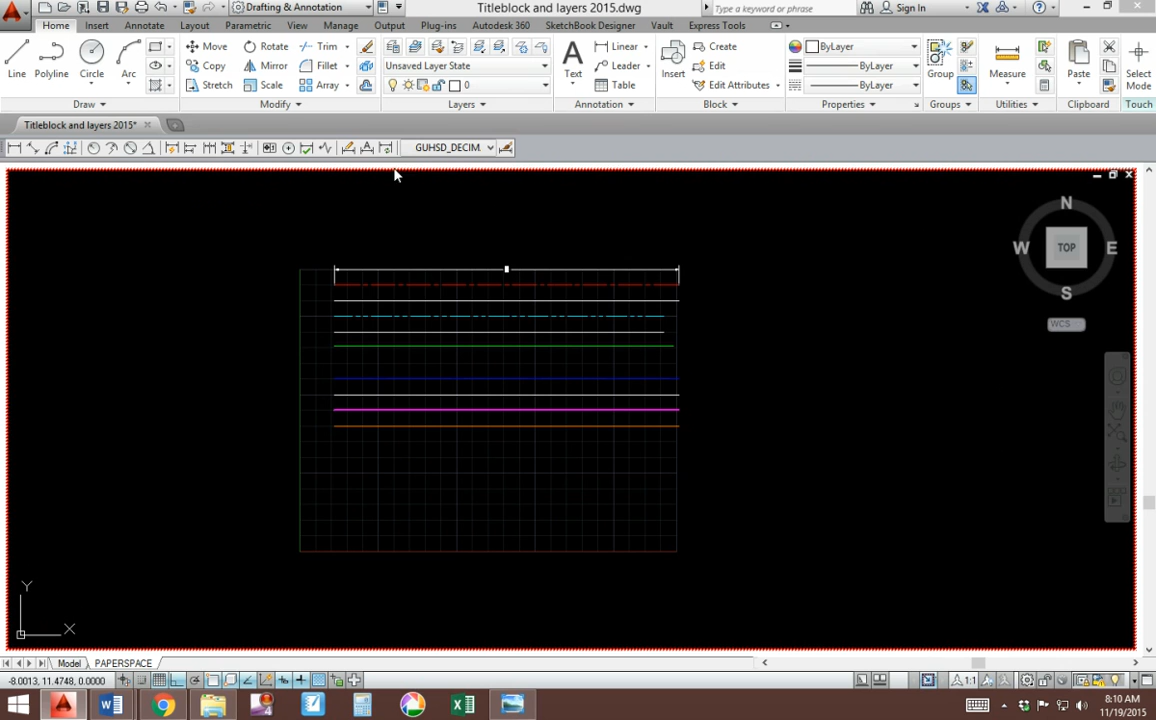 Drafting & Annotation
Titleblock and layers 2015.dwg
Type a keyword or phrase
Sign In
Home Insert Annotate Layout Parametric View Manage Output Plug-ins Autodesk 360 SketchBook Designer Vault Express Tools
Line Polyline Circle Arc
Move Rotate Trim
Copy Mirror Fillet
Stretch Scale Array
Unsaved Layer State
0
Text
Linear
Leader
Table
Insert
Create
Edit
Edit Attributes
ByLayer
ByLayer
ByLayer
Group
Measure
Paste
Select
Mode
Draw Modify Layers Annotation Block Properties Groups Utilities Clipboard Touch
Titleblock and layers 2015*
GUHSD_DECIM.
N
W TOP E
S
WCS
Y
X
Model PAPERSPACE
-8.0013, 11.4748, 0.0000
1:1
8:10 AM
11/19/2015